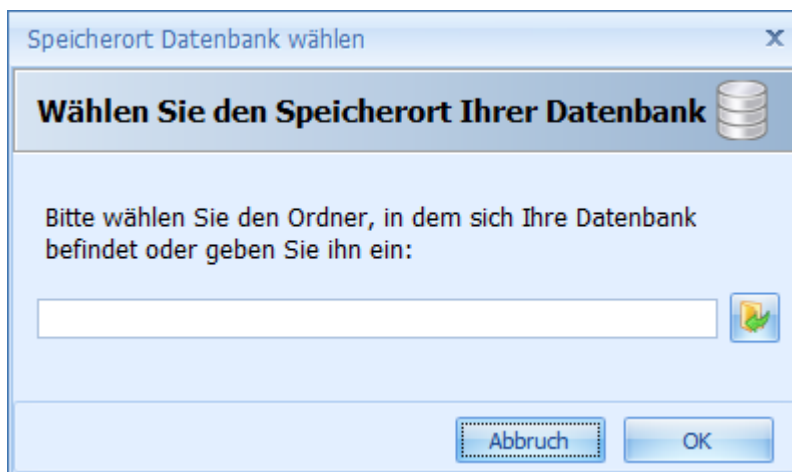 Speicherort Datenbank wählen
Wählen Sie den Speicherort Ihrer Datenbank
Bitte wählen Sie den Ordner, in dem sich Ihre Datenbank
befindet oder geben Sie ihn ein:
Abbruch
OK